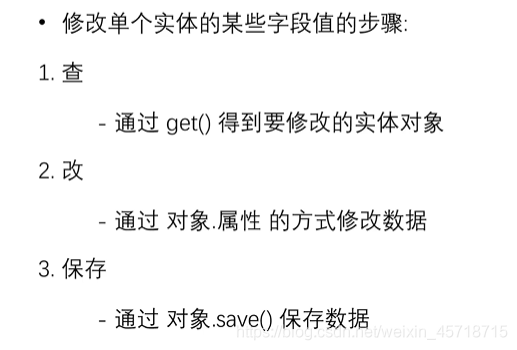 • 修改单个实体的某些字段值的步骤:
1. 查
- 通过 get() 得到要修改的实体对象
2. 改
- 通过 对象.属性 的方式修改数据
3. 保存
- 通过 对象.save() 保存数据
https://blog.csdn.net/weixin_45718715